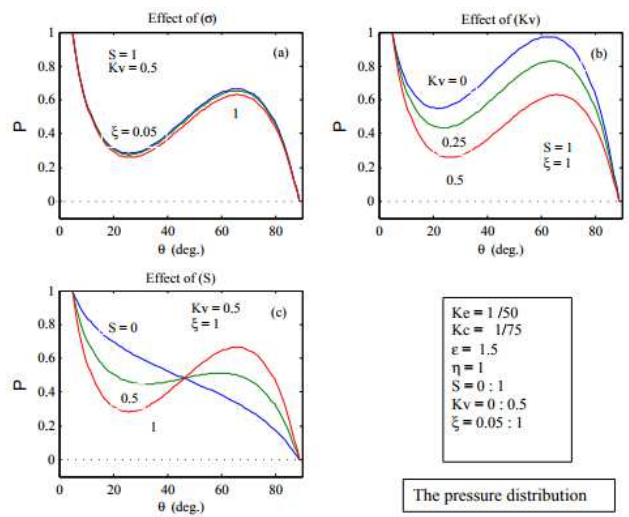 Effect of (σ)
(a)
S = 1
Kv = 0.5
ξ = 0.05
1
P
1
0.8
0.6
0.4
0.2
0
0 20 40 60 80
θ (deg.)
Effect of (Kv)
(b)
Kv = 0
0.25
0.5
S = 1
ξ = 1
P
1
0.8
0.6
0.4
0.2
0
0 20 40 60 80
θ (deg.)
Effect of (S)
(c)
Kv = 0.5
ξ = 1
S = 0
0.5
1
P
1
0.8
0.6
0.4
0.2
0
0 20 40 60 80
θ (deg.)
Ke = 1 /50
Kc = 1/75
ε = 1.5
η = 1
S = 0 : 1
Kv = 0 : 0.5
ξ = 0.05 : 1
The pressure distribution